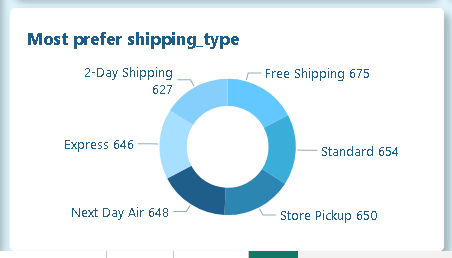 Most prefer shipping_type
2-Day Shipping
627
Free Shipping 675
Express 646
Standard 654
Next Day Air 648
Store Pickup 650